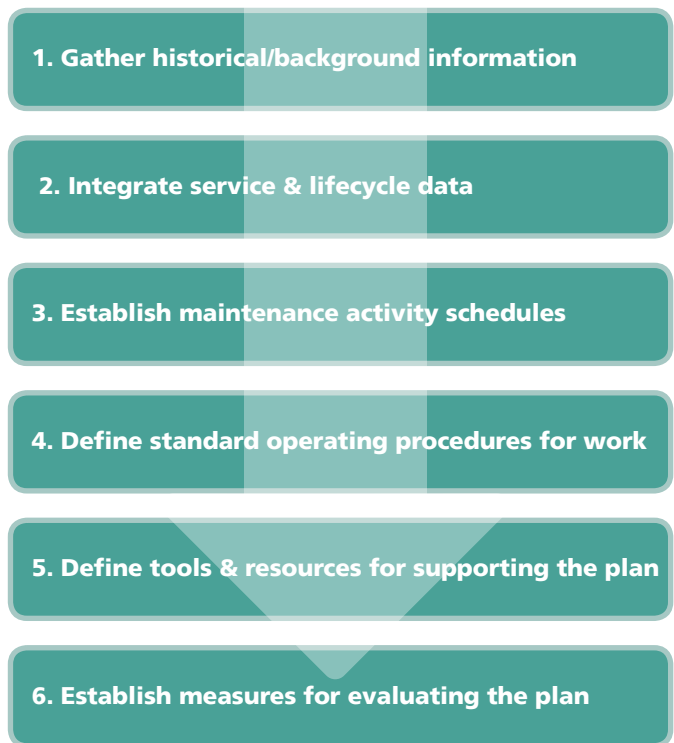 1. Gather historical/background information
2. Integrate service & lifecycle data
3. Establish maintenance activity schedules
4. Define standard operating procedures for work
5. Define tools & resources for supporting the plan
6. Establish measures for evaluating the plan